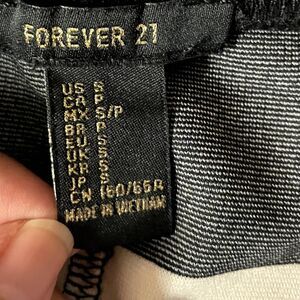 FOREVER 21
US S
CA P
MX S/P
BR P
EU S
UK S
KR S
JP S
CN 160/66A
MADE IN VIETNAM